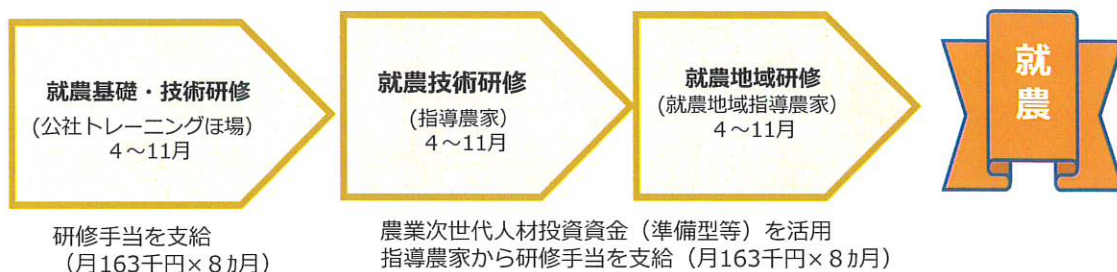 就農基礎・技術研修
(公社トレーニングほ場)
4～11月
就農技術研修
(指導農家)
4～11月
就農地域研修
(就農地域指導農家)
4～11月
就農
研修手当を支給
(月163千円×8カ月)
農業次世代人材投資資金（準備型等）を活用
指導農家から研修手当を支給（月163千円×8カ月）